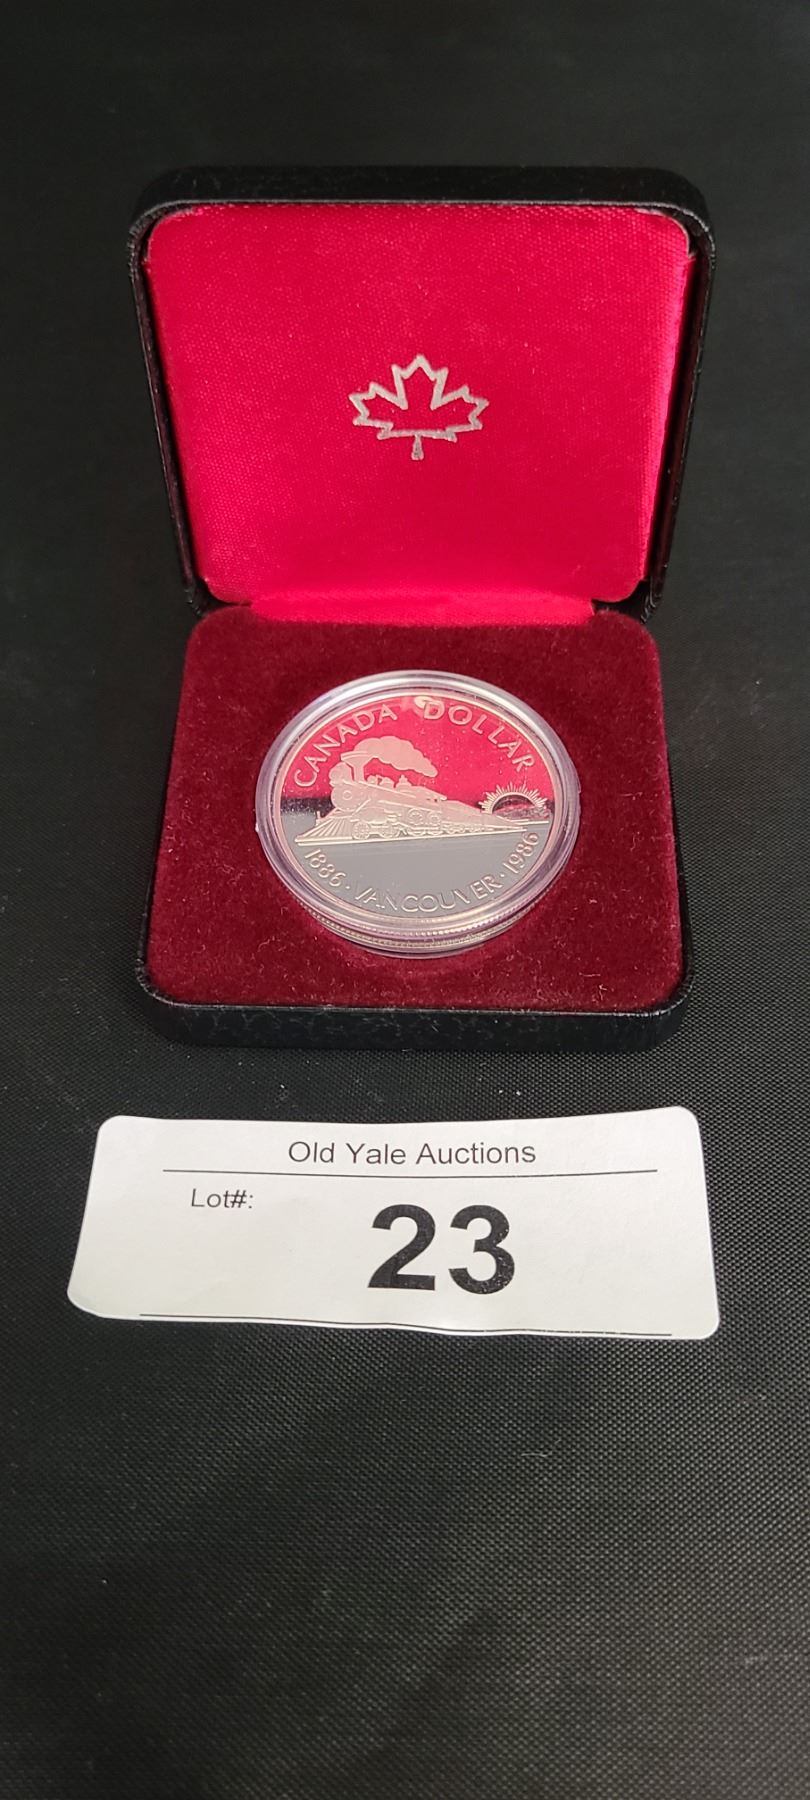 CANADA DOLLAR
1886 · VANCOUVER · 1986
Old Yale Auctions
Lot#:
23